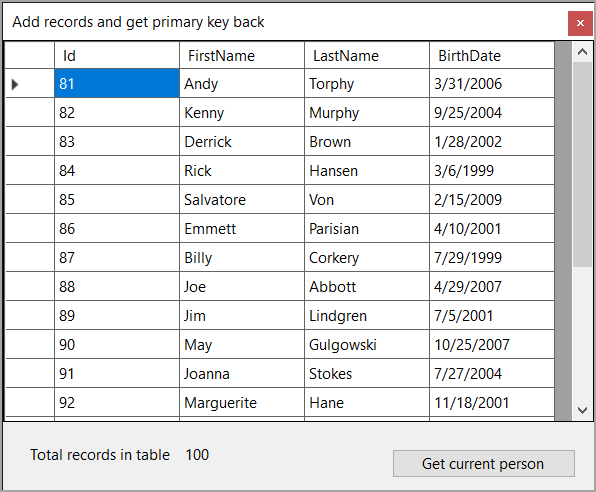 Add records and get primary key back
Id FirstName LastName BirthDate
81 Andy Torphy 3/31/2006
82 Kenny Murphy 9/25/2004
83 Derrick Brown 1/28/2002
84 Rick Hansen 3/6/1999
85 Salvatore Von 2/15/2009
86 Emmett Parisian 4/10/2001
87 Billy Corkery 7/29/1999
88 Joe Abbott 4/29/2007
89 Jim Lindgren 7/5/2001
90 May Gulgowski 10/25/2007
91 Joanna Stokes 7/27/2004
92 Marguerite Hane 11/18/2001
Total records in table 100
Get current person